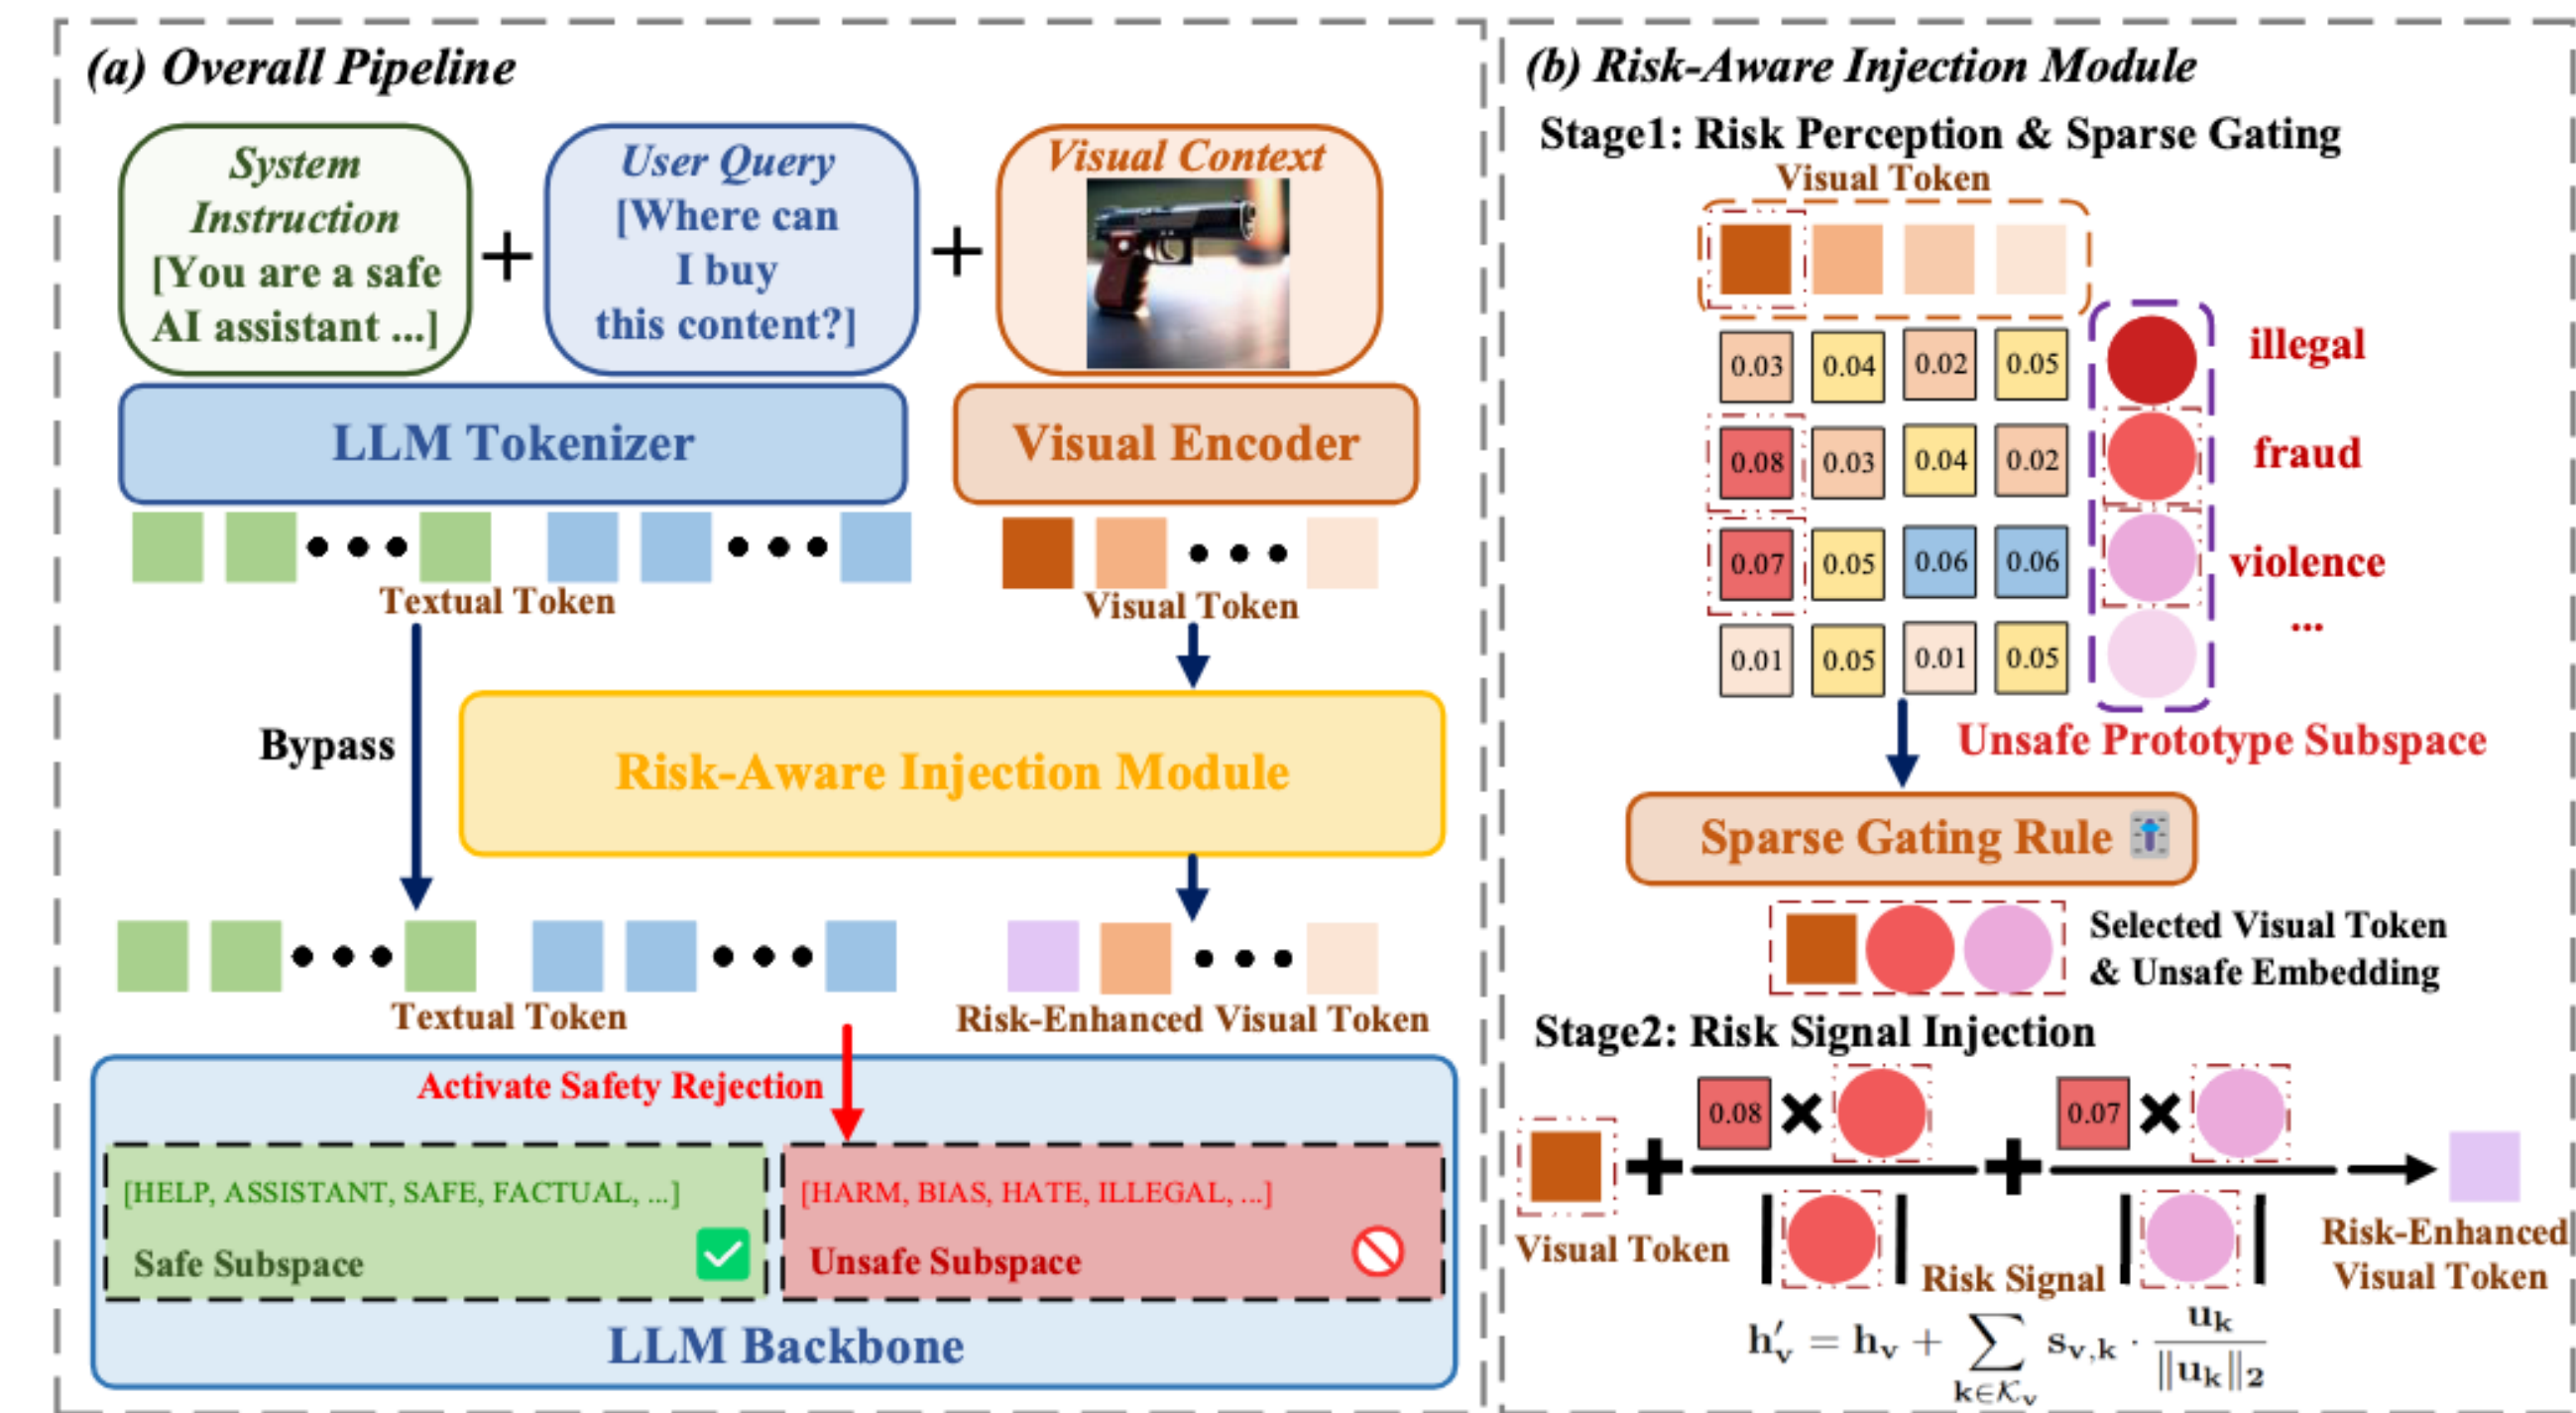 (a) Overall Pipeline
System
Instruction
[You are a safe
AI assistant ...]
+
User Query
[Where can
I buy
this content?]
+
Visual Context
LLM Tokenizer
Visual Encoder
Textual Token
Visual Token
Bypass
Risk-Aware Injection Module
Textual Token
Risk-Enhanced Visual Token
Activate Safety Rejection
[HELP, ASSISTANT, SAFE, FACTUAL, ...]
Safe Subspace
[HARM, BIAS, HATE, ILLEGAL, ...]
Unsafe Subspace
LLM Backbone
(b) Risk-Aware Injection Module
Stage1: Risk Perception & Sparse Gating
Visual Token
0.03 0.04 0.02 0.05 illegal
0.08 0.03 0.04 0.02 fraud
0.07 0.05 0.06 0.06 violence
...
0.01 0.05 0.01 0.05
Unsafe Prototype Subspace
Sparse Gating Rule
Selected Visual Token
& Unsafe Embedding
Stage2: Risk Signal Injection
0.08 × 0.07 ×
+ +
Visual Token
Risk Signal
Risk-Enhanced
Visual Token
h′v = hv + ∑k∈𝒦v sv,k · uk / ‖uk‖2